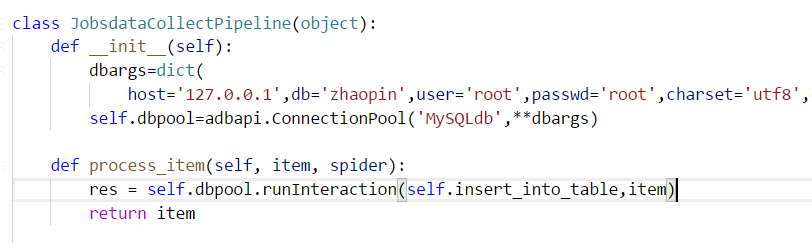 class JobsdataCollectPipeline(object):
    def __init__(self):
        dbargs=dict(
            host='127.0.0.1',db='zhaopin',user='root',passwd='root',charset='utf8',
        self.dbpool=adbapi.ConnectionPool('MySQLdb',**dbargs)
    def process_item(self, item, spider):
        res = self.dbpool.runInteraction(self.insert_into_table,item)
        return item